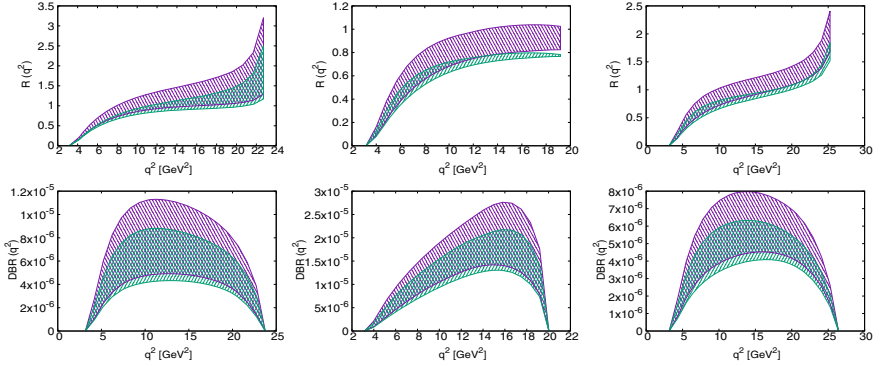 R (q²)
3.5
3
2.5
2
1.5
1
0.5
0
2 4 6 8 10 12 14 16 18 20 22 24
q² [GeV²]
R (q²)
1.2
1
0.8
0.6
0.4
0.2
0
2 4 6 8 10 12 14 16 18 20
q² [GeV²]
R (q²)
2.5
2
1.5
1
0.5
0
0 5 10 15 20 25 30
q² [GeV²]
DBR (q²)
1.2x10⁻⁵
1x10⁻⁵
8x10⁻⁶
6x10⁻⁶
4x10⁻⁶
2x10⁻⁶
0
5 10 15 20 25
q² [GeV²]
DBR (q²)
3x10⁻⁵
2.5x10⁻⁵
2x10⁻⁵
1.5x10⁻⁵
1x10⁻⁵
5x10⁻⁶
0
2 4 6 8 10 12 14 16 18 20 22
q² [GeV²]
DBR (q²)
8x10⁻⁶
7x10⁻⁶
6x10⁻⁶
5x10⁻⁶
4x10⁻⁶
3x10⁻⁶
2x10⁻⁶
1x10⁻⁶
0
0 5 10 15 20 25 30
q² [GeV²]